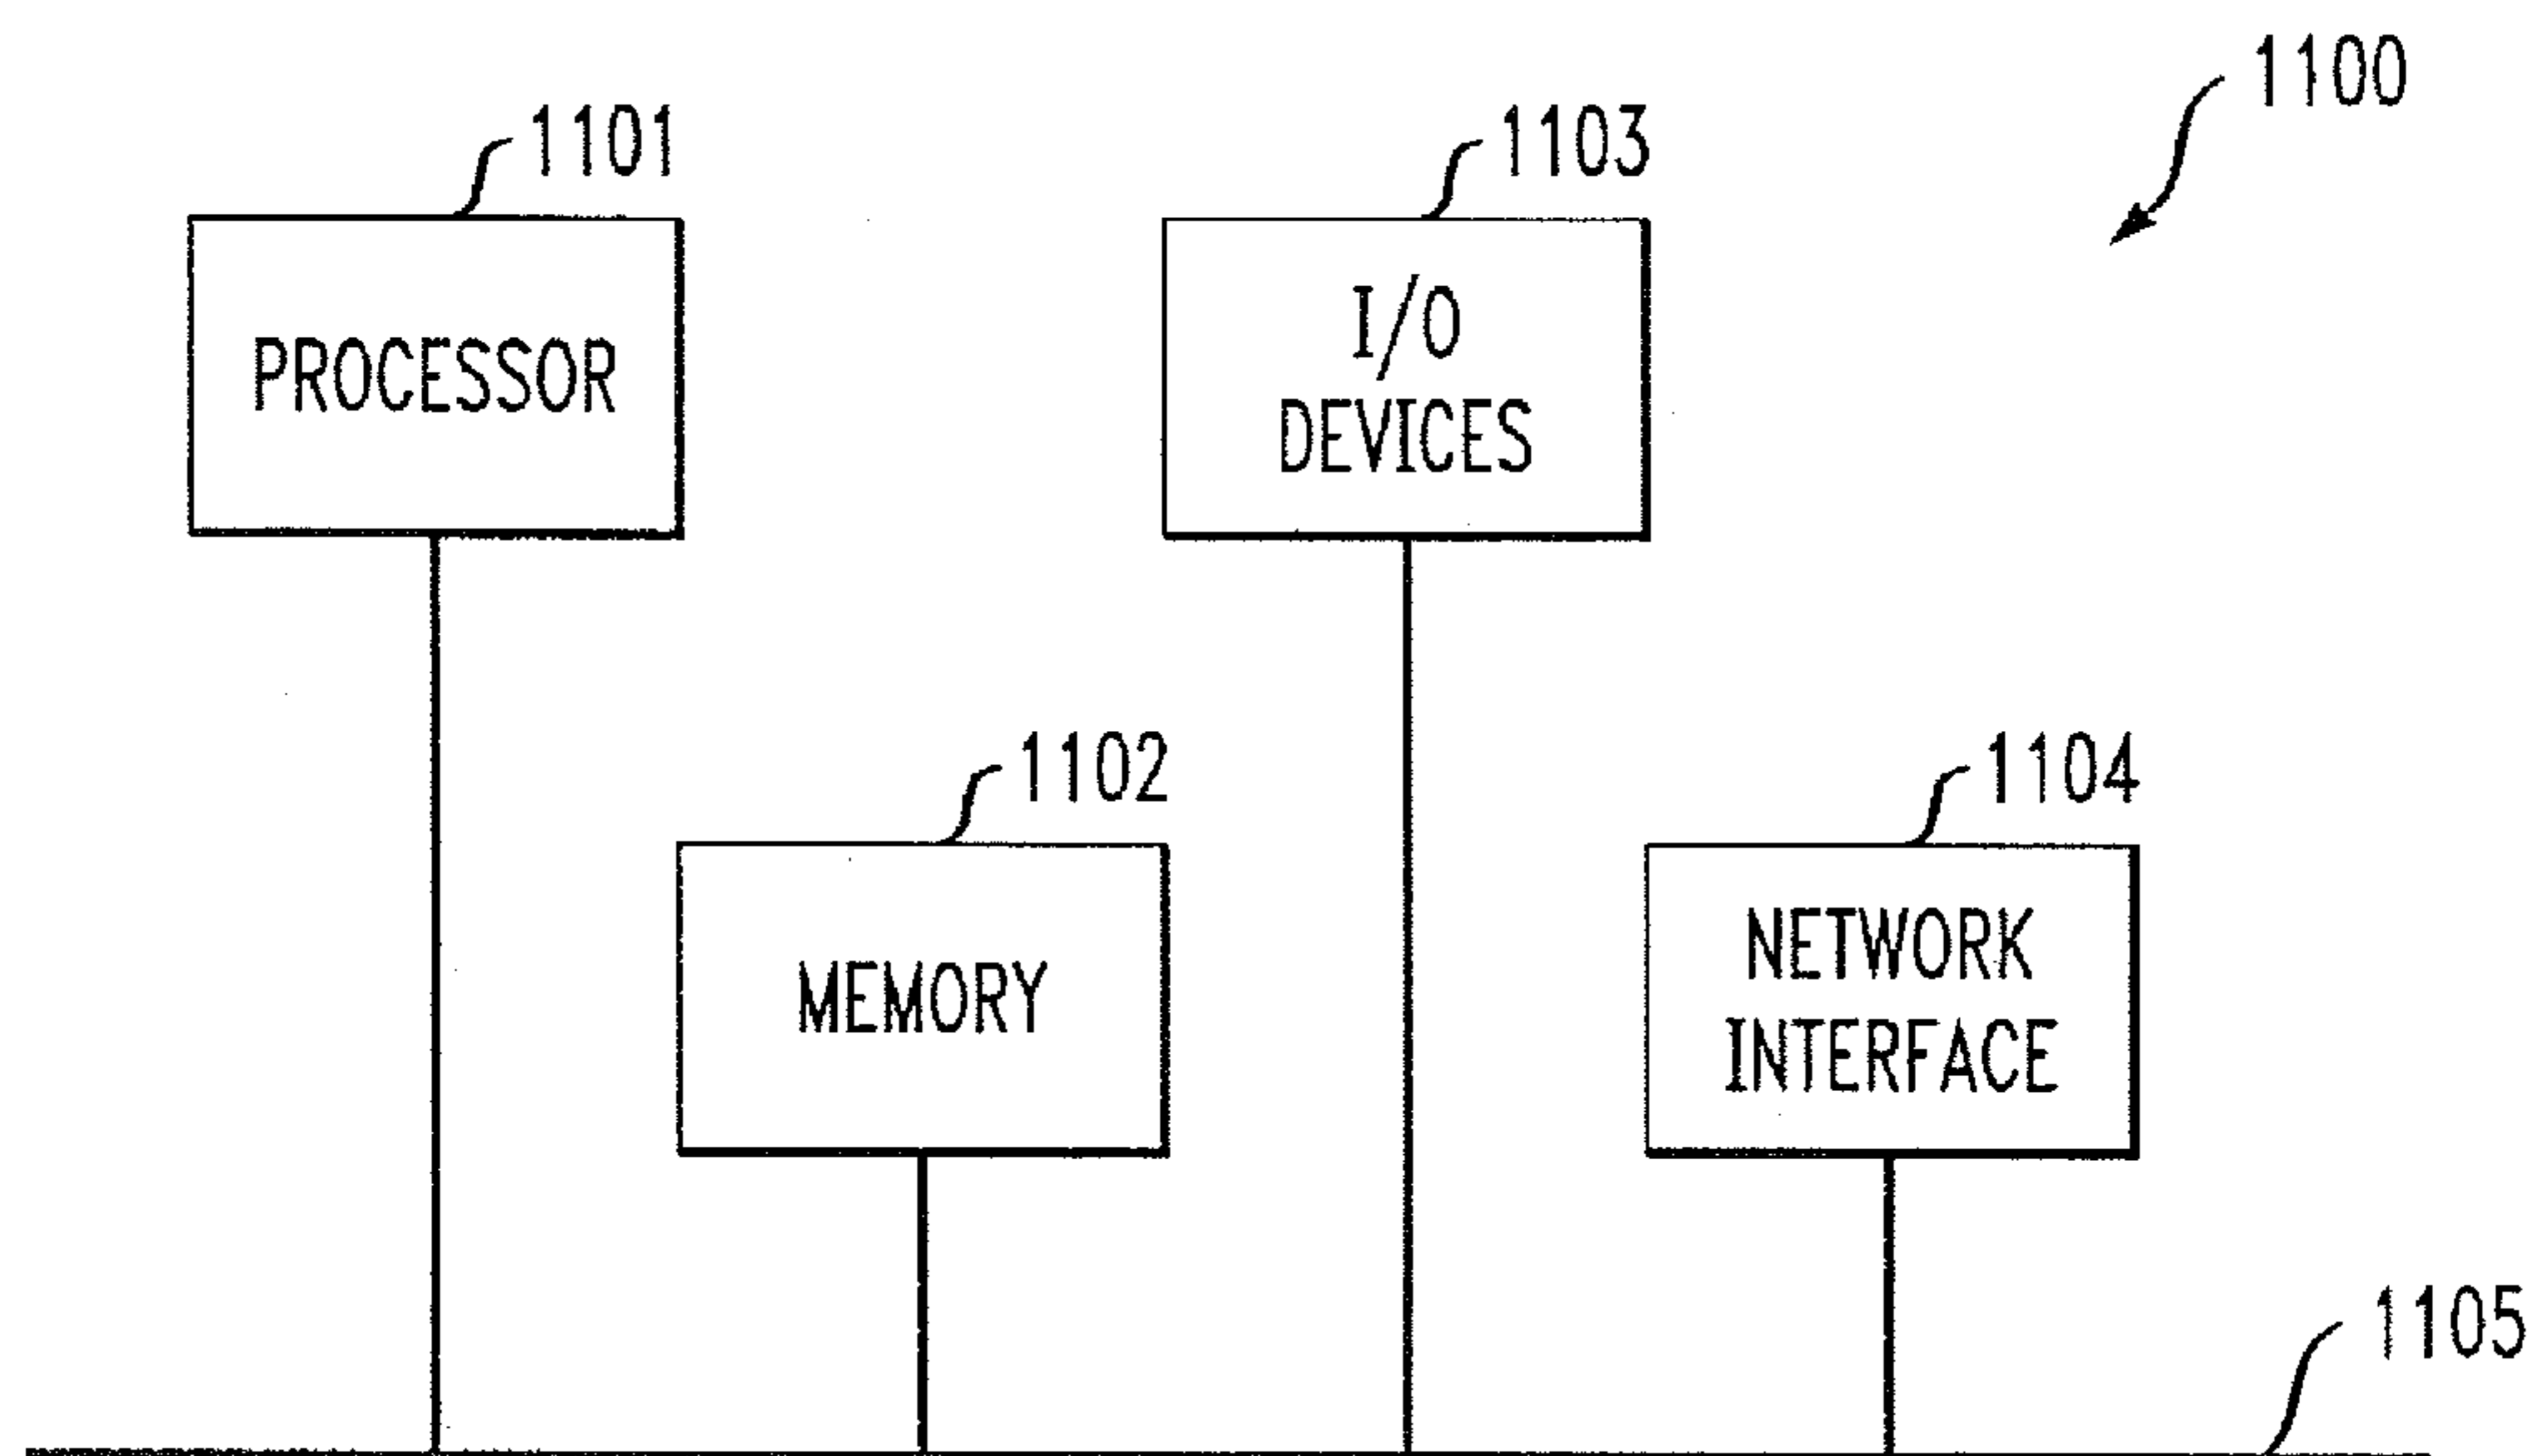 1100
1101
PROCESSOR
1103
I/O
DEVICES
1102
MEMORY
1104
NETWORK
INTERFACE
1105